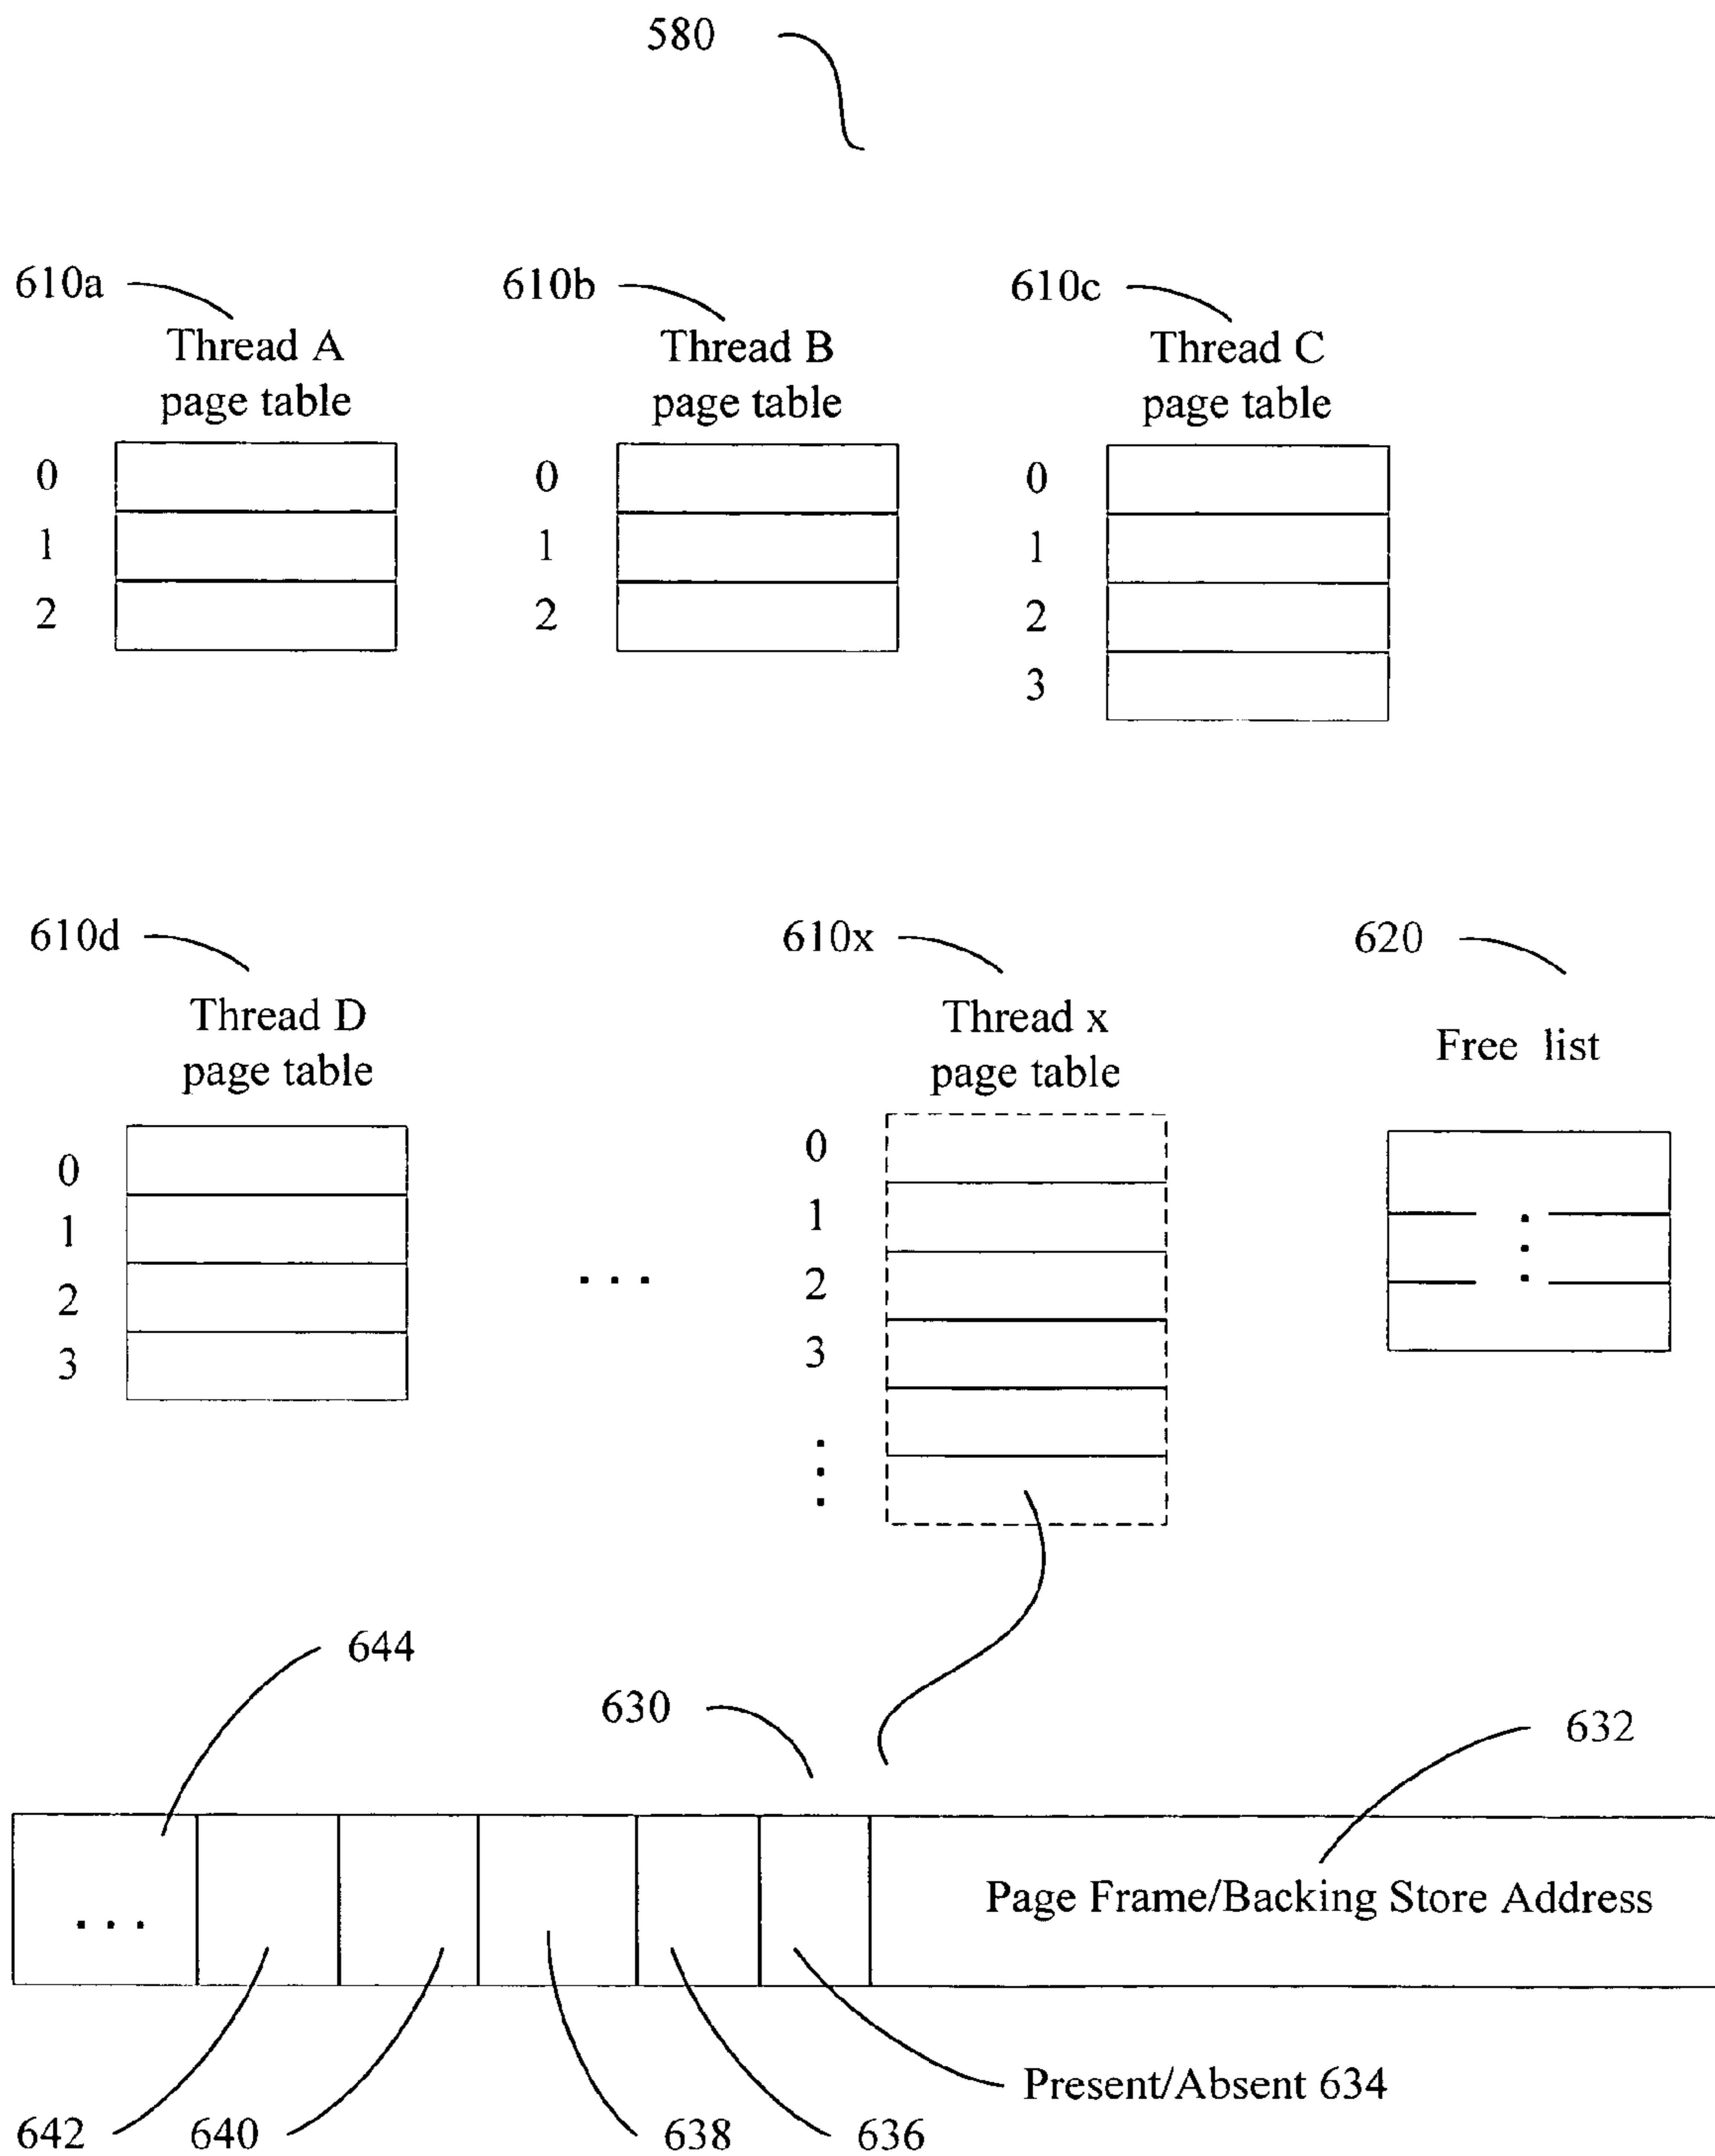 580
610a
610b
610c
Thread A
page table
Thread B
page table
Thread C
page table
0
1
2
0
1
2
0
1
2
3
610d
610x
620
Thread D
page table
Thread x
page table
Free list
0
1
2
3
...
0
1
2
3
...
...
644
630
632
...
Page Frame/Backing Store Address
Present/Absent 634
642
640
638
636